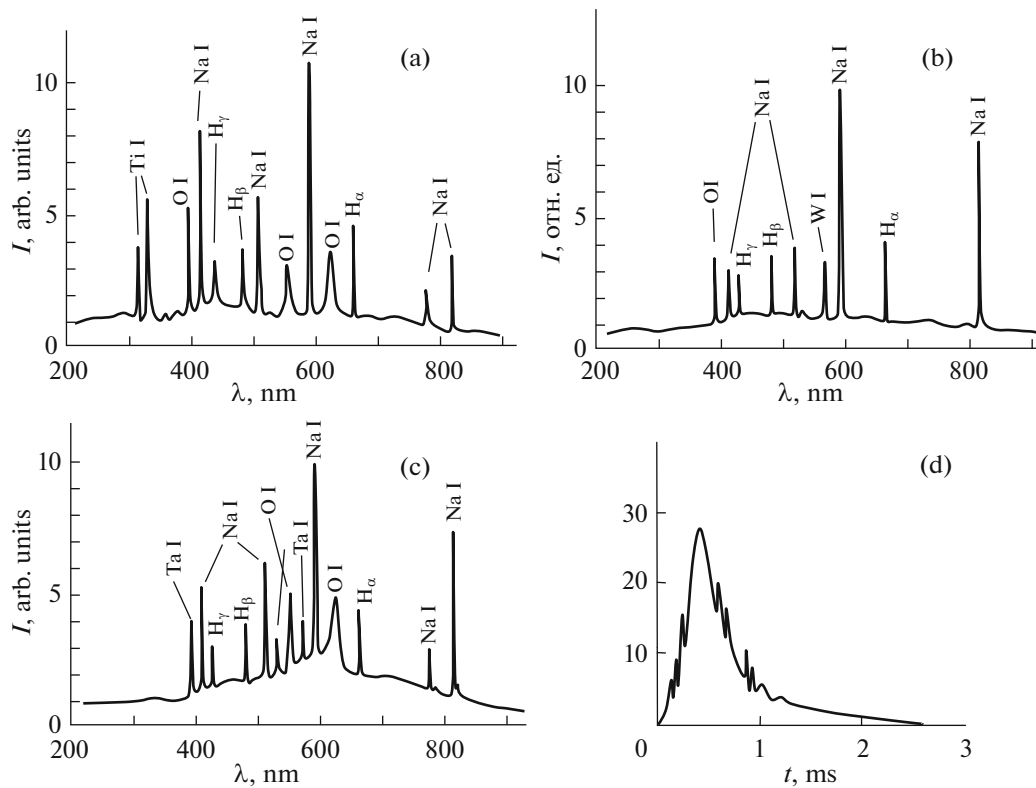 (a)
I, arb. units
10
5
0
Ti I
O I
Na I
Hγ
Hβ
Na I
O I
Na I
O I
Hα
Na I
200 400 600 800
λ, nm
(b)
I, отн. ед.
10
5
0
OI
Na I
Hγ
Hβ
W I
Na I
Hα
Na I
200 400 600 800
λ, nm
(c)
I, arb. units
10
5
0
Ta I
Na I
Hγ
Hβ
O I
Ta I
Na I
O I
Hα
Na I
Na I
200 400 600 800
λ, nm
(d)
30
20
10
0 1 2 3
t, ms